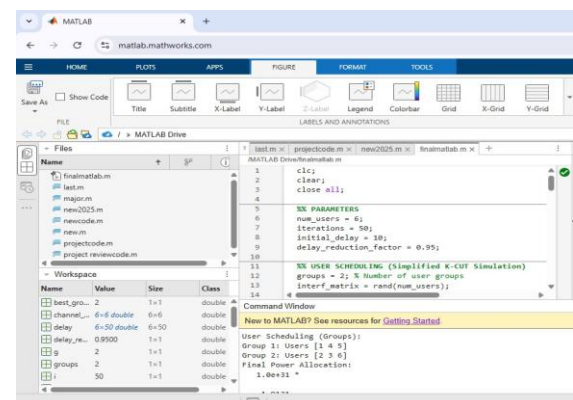 MATLAB
matlab.mathworks.com
HOME PLOTS APPS FIGURE FORMAT TOOLS
Save As
Show Code
Title Subtitle X-Label Y-Label Z-Label Legend Colorbar Grid X-Grid Y-Grid
FILE LABELS AND ANNOTATIONS
/ > MATLAB Drive
Files
Name
finalmatlab.m
last.m
major.m
new2025.m
newcode.m
new.m
projectcode.m
project reviewcode.m
Workspace
Name Value Size Class
best_gro... 2 1×1 double
channel_... 6×6 double 6×6 double
delay 6×50 double 6×50 double
delay_re... 0.9500 1×1 double
g 2 1×1 double
groups 2 1×1 double
i 50 1×1 double
last.m × projectcode.m × new2025.m × finalmatlab.m × +
/MATLAB Drive/finalmatlab.m
1 clc;
2 clear;
3 close all;
4
5 %% PARAMETERS
6 num_users = 6;
7 iterations = 50;
8 initial_delay = 10;
9 delay_reduction_factor = 0.95;
10
11 %% USER SCHEDULING (Simplified K-CUT Simulation)
12 groups = 2; % Number of user groups
13 interf_matrix = rand(num_users);
14
Command Window
New to MATLAB? See resources for Getting Started.
User Scheduling (Groups):
Group 1: Users [1 4 5]
Group 2: Users [2 3 6]
Final Power Allocation:
1.0e+31 *